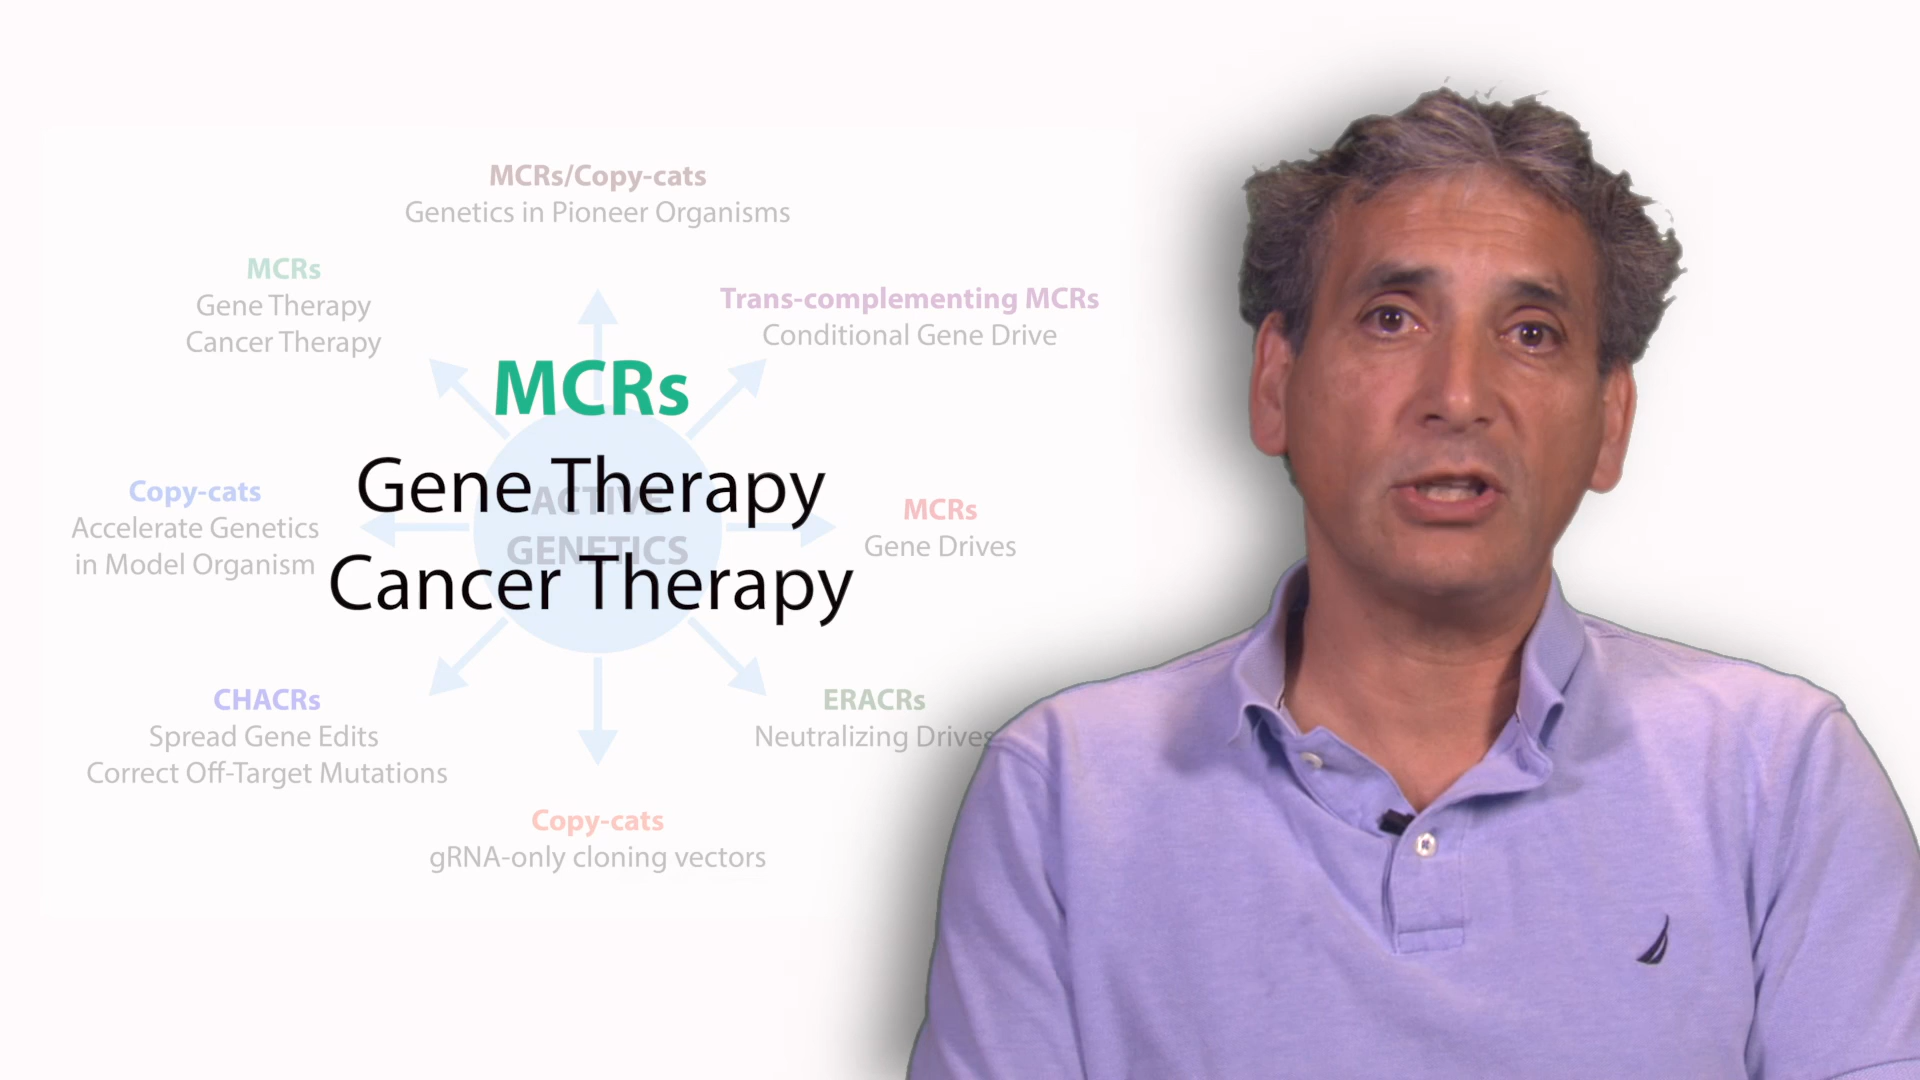 MCRs/Copy-cats
Genetics in Pioneer Organisms
MCRs
Gene Therapy
Cancer Therapy
Trans-complementing MCRs
Conditional Gene Drive
MCRs
Gene Therapy
Cancer Therapy
ACTIVE
GENETICS
Copy-cats
Accelerate Genetics
in Model Organism
MCRs
Gene Drives
CHACRs
Spread Gene Edits
Correct Off-Target Mutations
ERACRs
Neutralizing Drives
Copy-cats
gRNA-only cloning vectors